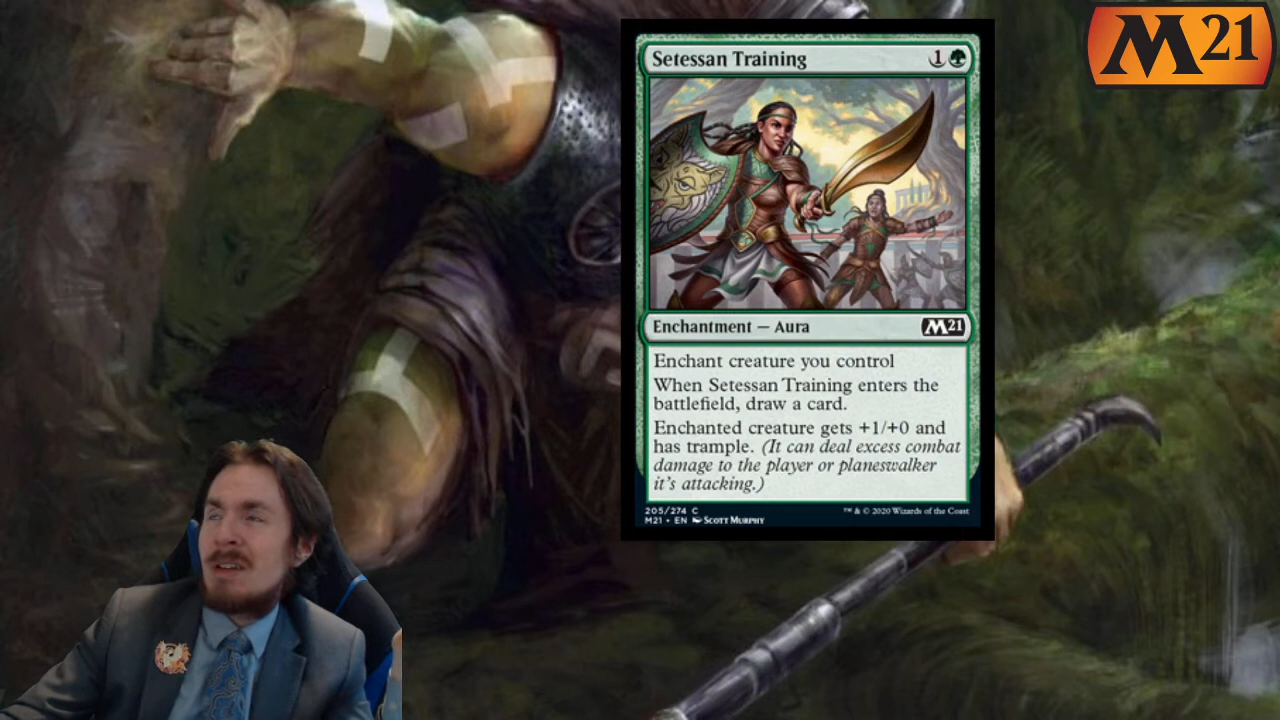 M21
Setessan Training 1
Enchantment — Aura M21
Enchant creature you control
When Setessan Training enters the
battlefield, draw a card.
Enchanted creature gets +1/+0 and
has trample. (It can deal excess combat
damage to the player or planeswalker
it's attacking.)
205/274 C
M21 • EN Scott Murphy
™ & © 2020 Wizards of the Coast